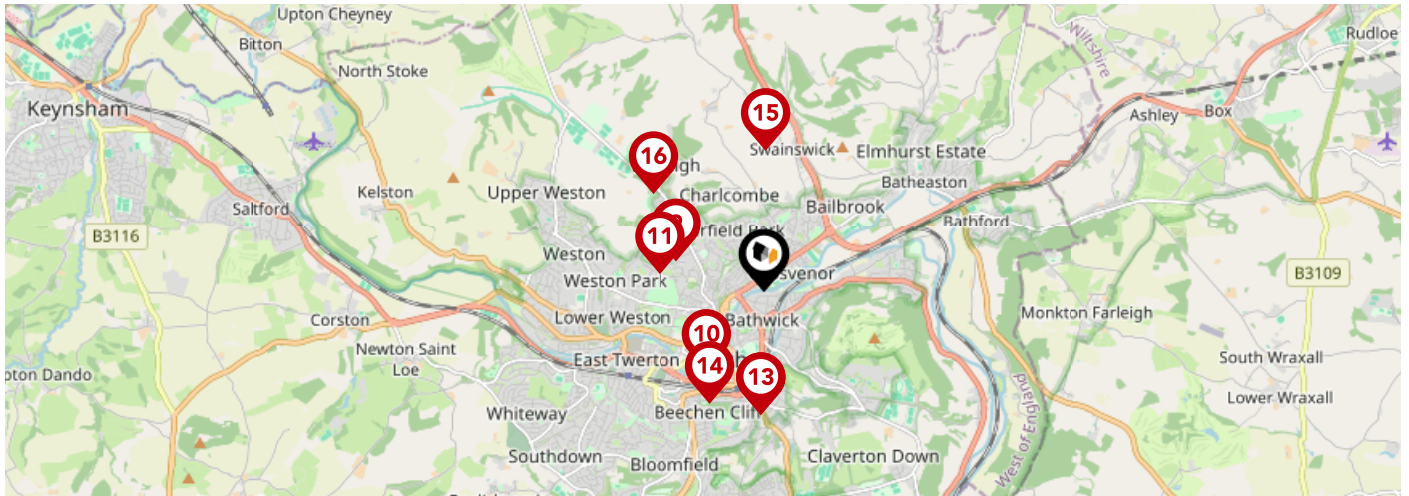 Upton Cheyney
Bitton
Wiltshire
Rudloe
North Stoke
Keynsham
15
Ashley
Box
Swainswick
Elmhurst Estate
16
Kelston
Upper Weston
Charlcombe
Batheaston
Saltford
Bailbrook
Bathford
B3116
11
Weston
Weston Park
B3109
Corston
Lower Weston
Bathwick
Monkton Farleigh
10
Newton Saint
Loe
East Twerton
14
13
South Wraxall
Lower Wraxall
Whiteway
Beechen Cliff
West of England
Southdown
Bloomfield
Claverton Down